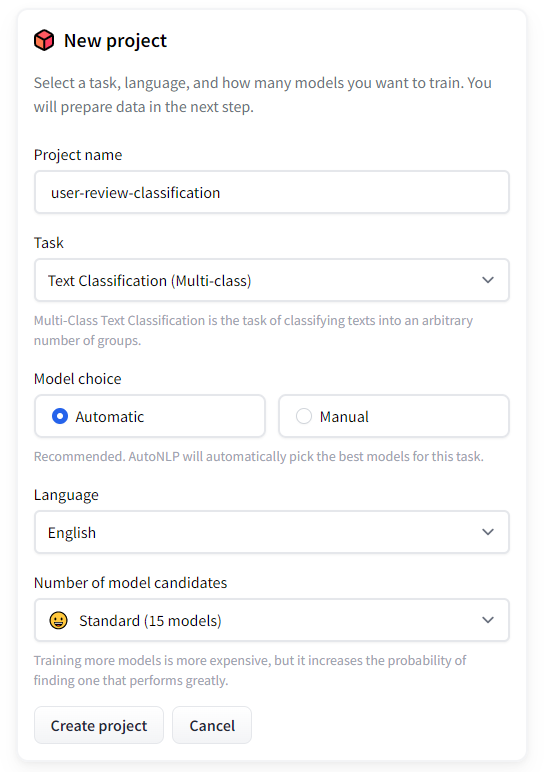 New project
Select a task, language, and how many models you want to train. You
will prepare data in the next step.
Project name
user-review-classification
Task
Text Classification (Multi-class)
Multi-Class Text Classification is the task of classifying texts into an arbitrary
number of groups.
Model choice
Automatic Manual
Recommended. AutoNLP will automatically pick the best models for this task.
Language
English
Number of model candidates
Standard (15 models)
Training more models is more expensive, but it increases the probability of
finding one that performs greatly.
Create project Cancel